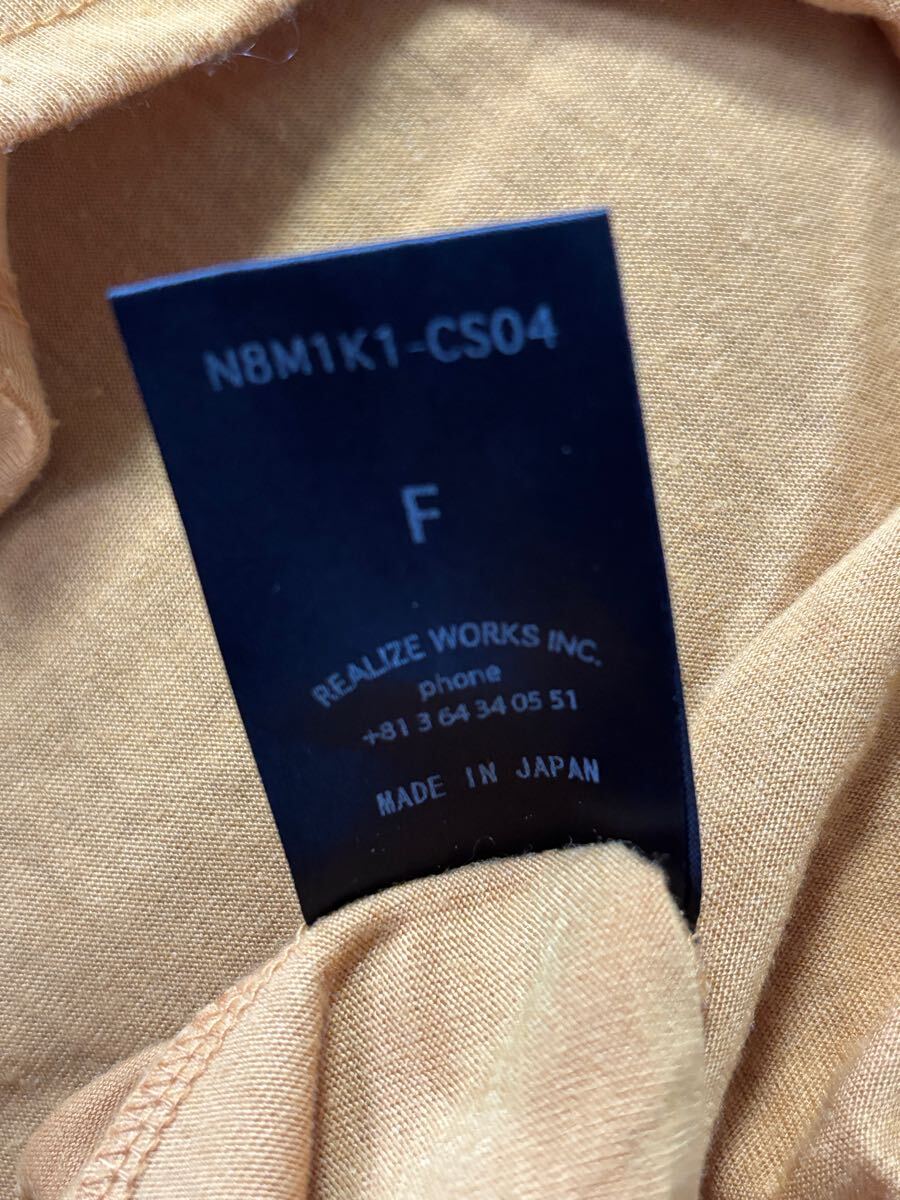 N8M1K1-CS04
F
REALIZE WORKS INC.
phone
+81 3 64 34 05 51
MADE IN JAPAN